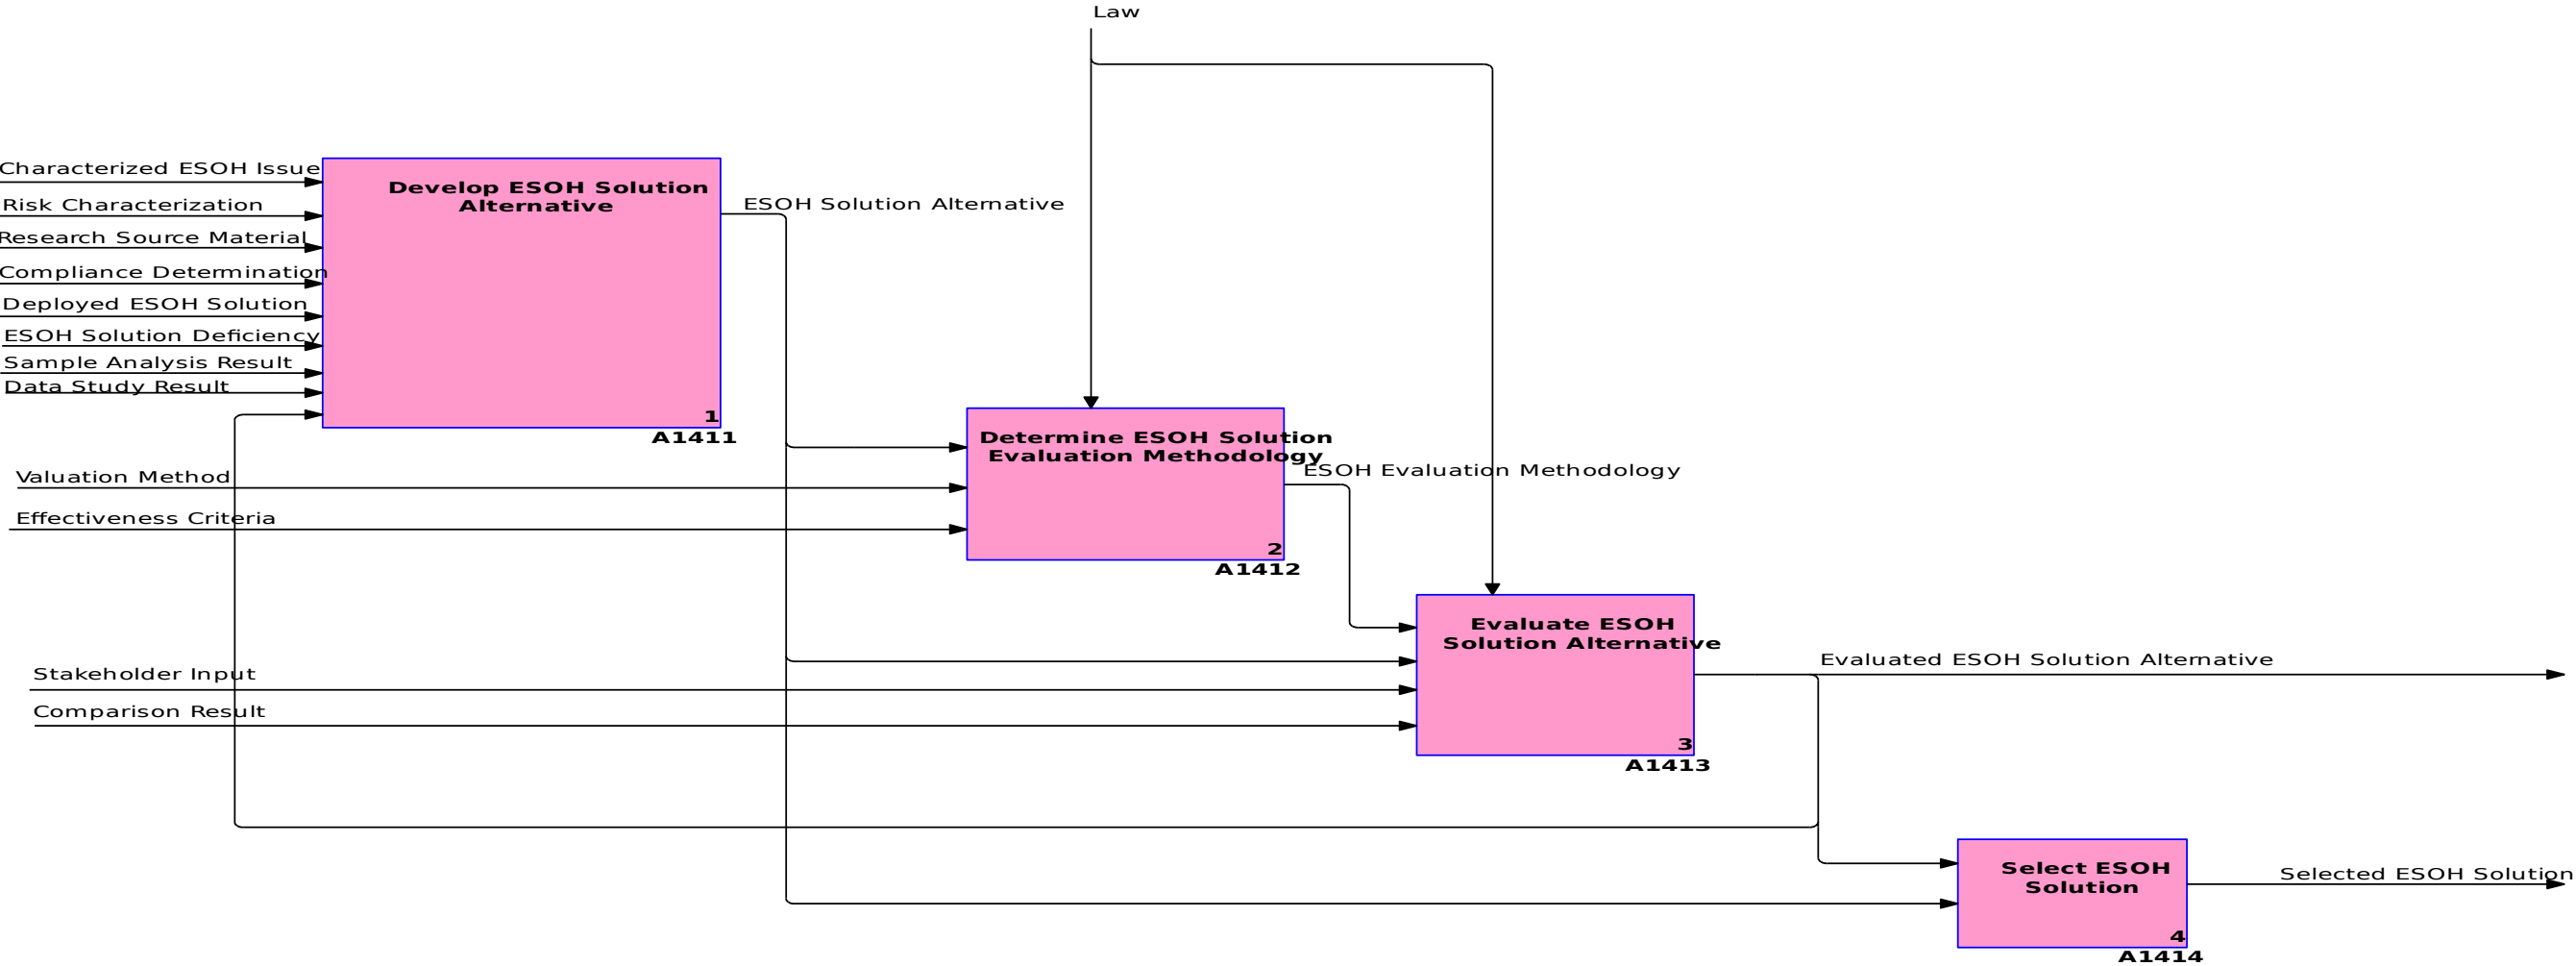 Law
Characterized ESOH Issue
Risk Characterization
Research Source Material
Compliance Determination
Deployed ESOH Solution
ESOH Solution Deficiency
Sample Analysis Result
Data Study Result
Develop ESOH Solution
Alternative
1
A1411
ESOH Solution Alternative
Valuation Method
Effectiveness Criteria
Determine ESOH Solution
Evaluation Methodology
2
A1412
ESOH Evaluation Methodology
Stakeholder Input
Comparison Result
Evaluate ESOH
Solution Alternative
3
A1413
Evaluated ESOH Solution Alternative
Select ESOH
Solution
4
A1414
Selected ESOH Solution